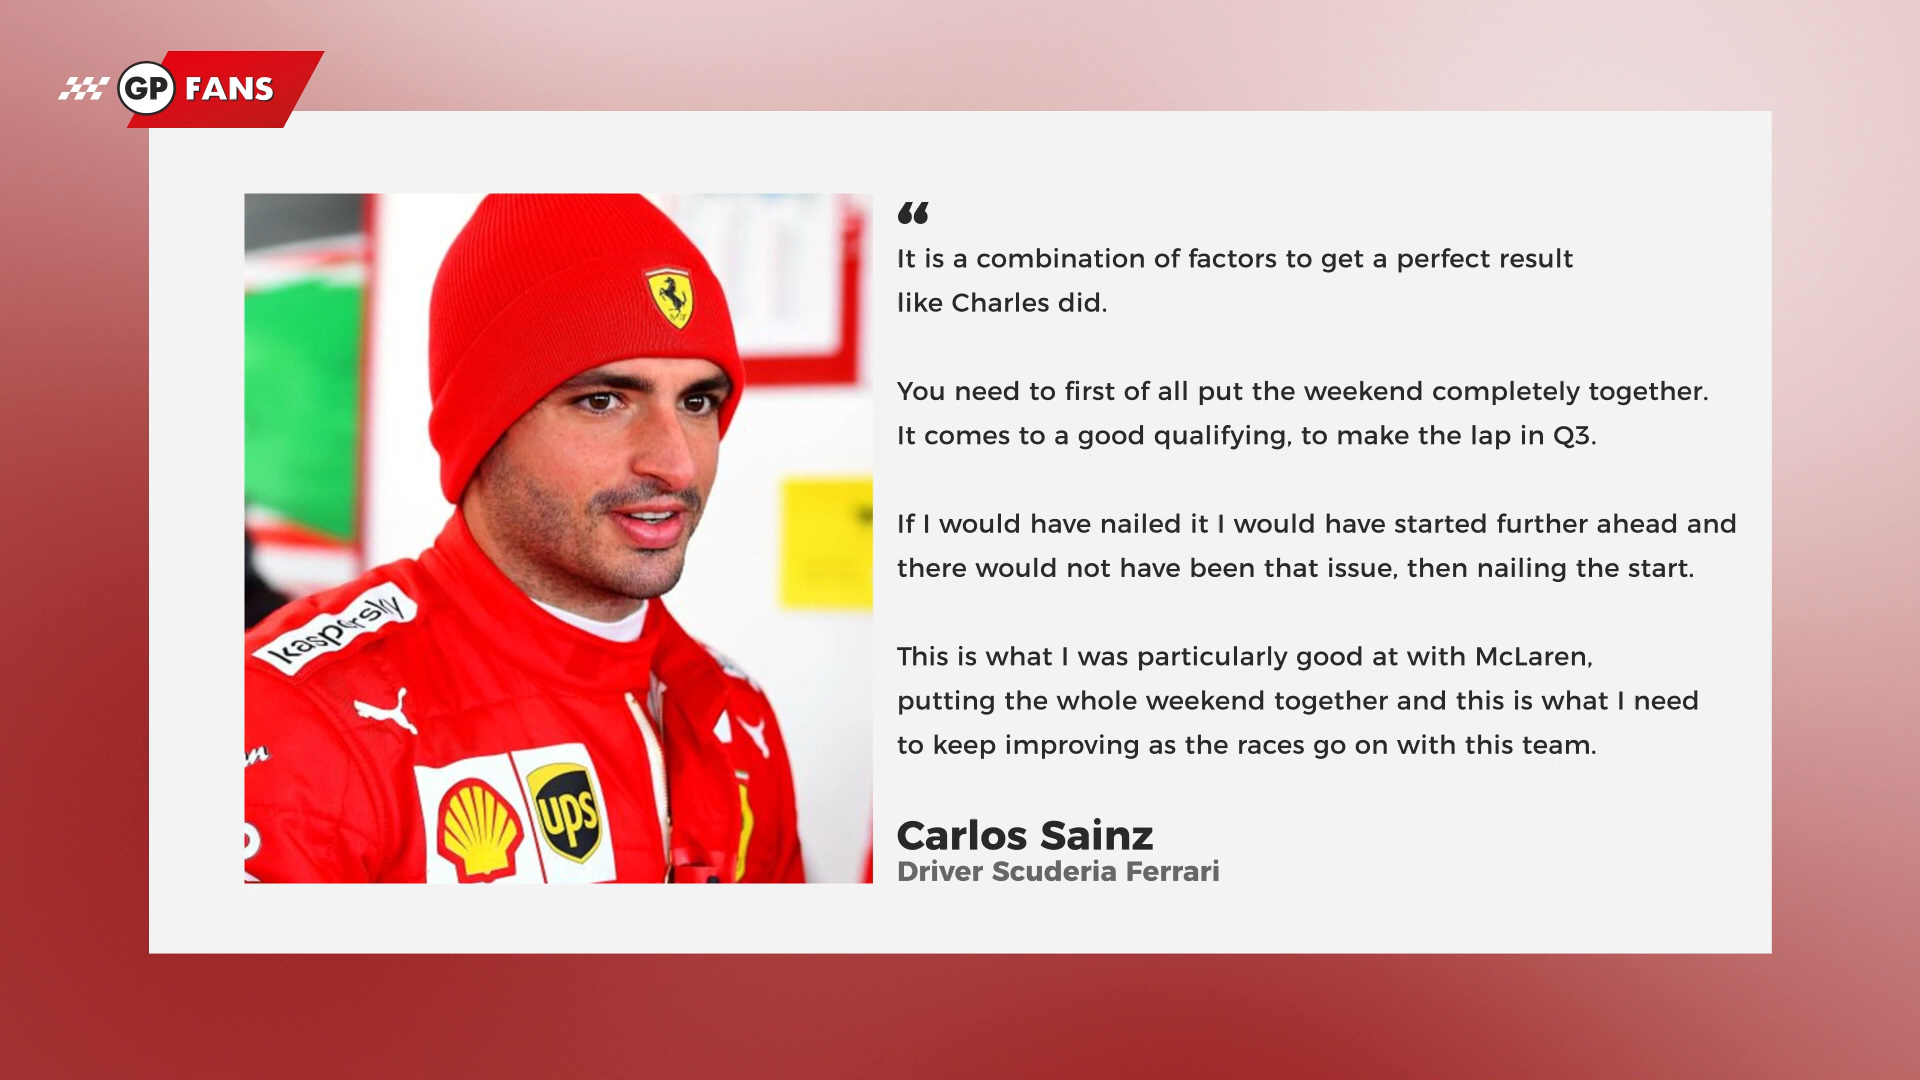 GP FANS
“
It is a combination of factors to get a perfect result
like Charles did.
You need to first of all put the weekend completely together.
It comes to a good qualifying, to make the lap in Q3.
If I would have nailed it I would have started further ahead and
there would not have been that issue, then nailing the start.
This is what I was particularly good at with McLaren,
putting the whole weekend together and this is what I need
to keep improving as the races go on with this team.
Carlos Sainz
Driver Scuderia Ferrari
kaspersky
ups